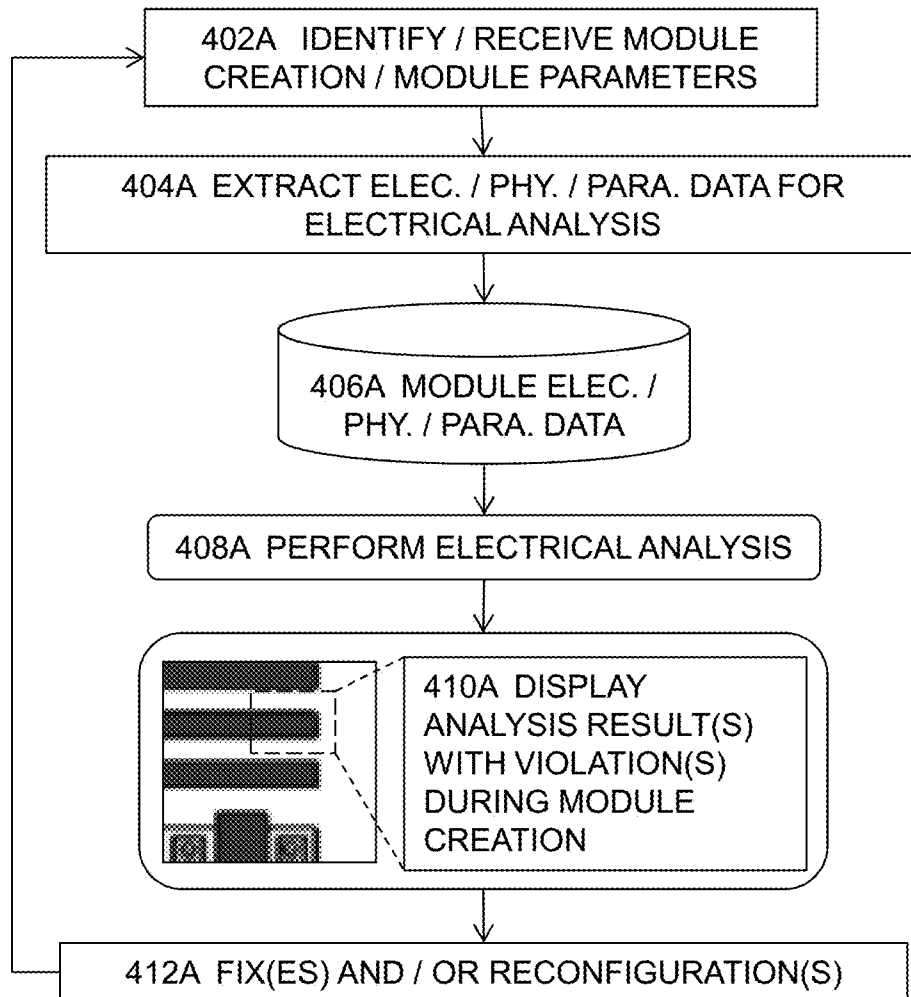 402A IDENTIFY / RECEIVE MODULE
CREATION / MODULE PARAMETERS
404A EXTRACT ELEC. / PHY. / PARA. DATA FOR
ELECTRICAL ANALYSIS
406A MODULE ELEC. /
PHY. / PARA. DATA
408A PERFORM ELECTRICAL ANALYSIS
410A DISPLAY
ANALYSIS RESULT(S)
WITH VIOLATION(S)
DURING MODULE
CREATION
412A FIX(ES) AND / OR RECONFIGURATION(S)